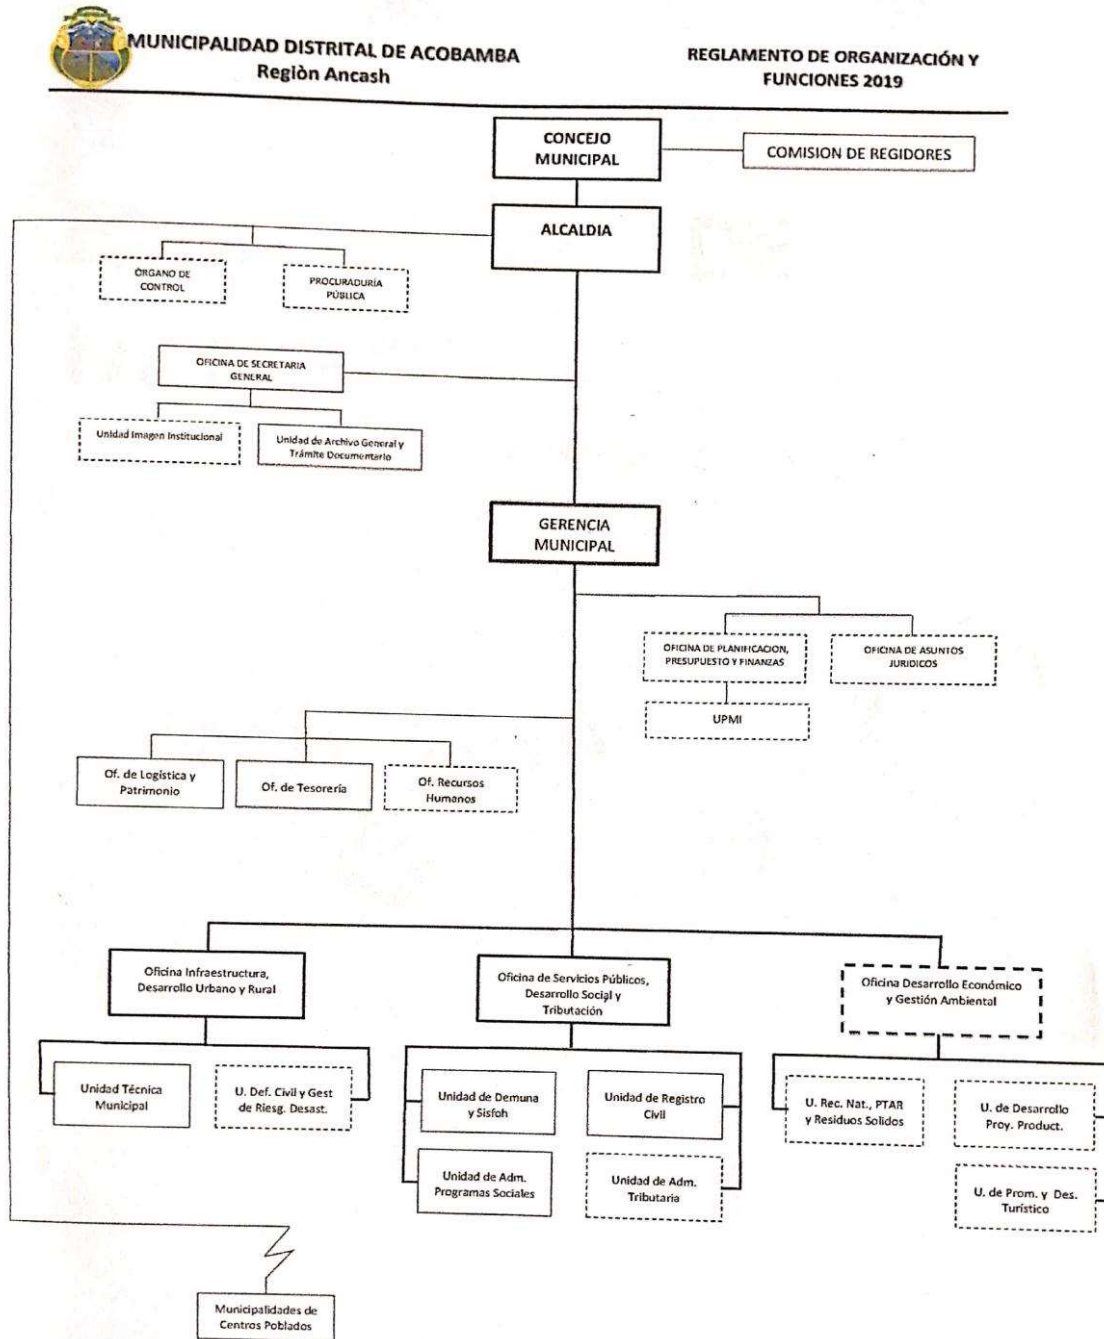 MUNICIPALIDAD DISTRITAL DE ACOBAMBA
Regiòn Ancash
REGLAMENTO DE ORGANIZACIÓN Y
FUNCIONES 2019
CONCEJO
MUNICIPAL
COMISION DE REGIDORES
ALCALDIA
ÓRGANO DE
CONTROL
PROCURADURÍA
PÚBLICA
OFICINA DE SECRETARIA
GENERAL
Unidad Imagen Institucional
Unidad de Archivo General y
Trámite Documentario
GERENCIA
MUNICIPAL
OFICINA DE PLANIFICACION,
PRESUPUESTO Y FINANZAS
OFICINA DE ASUNTOS
JURIDICOS
UPMI
Of. de Logística y
Patrimonio
Of. de Tesorería
Of. Recursos
Humanos
Oficina Infraestructura,
Desarrollo Urbano y Rural
Oficina de Servicios Públicos,
Desarrollo Social y
Tributación
Oficina Desarrollo Económico
y Gestión Ambiental
Unidad Técnica
Municipal
U. Def. Civil y Gest
de Riesg. Desast.
Unidad de Demuna
y Sisfoh
Unidad de Registro
Civil
U. Rec. Nat., PTAR
y Residuos Solidos
U. de Desarrollo
Proy. Product.
Unidad de Adm.
Programas Sociales
Unidad de Adm.
Tributaria
U. de Prom. y Des.
Turístico
Municipalidades de
Centros Poblados